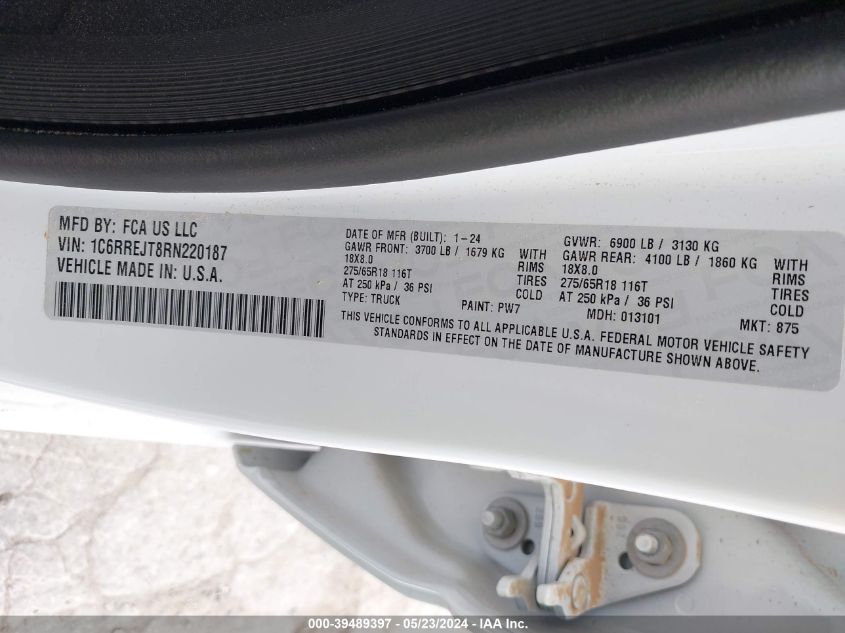 MFD BY: FCA US LLC
VIN: 1C6RREJT8RN220187
VEHICLE MADE IN: U.S.A.
DATE OF MFR (BUILT): 1-24
GAWR FRONT: 3700 LB / 1679 KG WITH
18X8.0 RIMS
275/65R18 116T TIRES
AT 250 kPa / 36 PSI COLD
TYPE: TRUCK PAINT: PW7
GVWR: 6900 LB / 3130 KG
GAWR REAR: 4100 LB / 1860 KG WITH
18X8.0 RIMS
275/65R18 116T TIRES
AT 250 kPa / 36 PSI COLD
MDH: 013101 MKT: 875
THIS VEHICLE CONFORMS TO ALL APPLICABLE U.S.A. FEDERAL MOTOR VEHICLE SAFETY
STANDARDS IN EFFECT ON THE DATE OF MANUFACTURE SHOWN ABOVE.
000-39489397 - 05/23/2024 - IAA Inc.